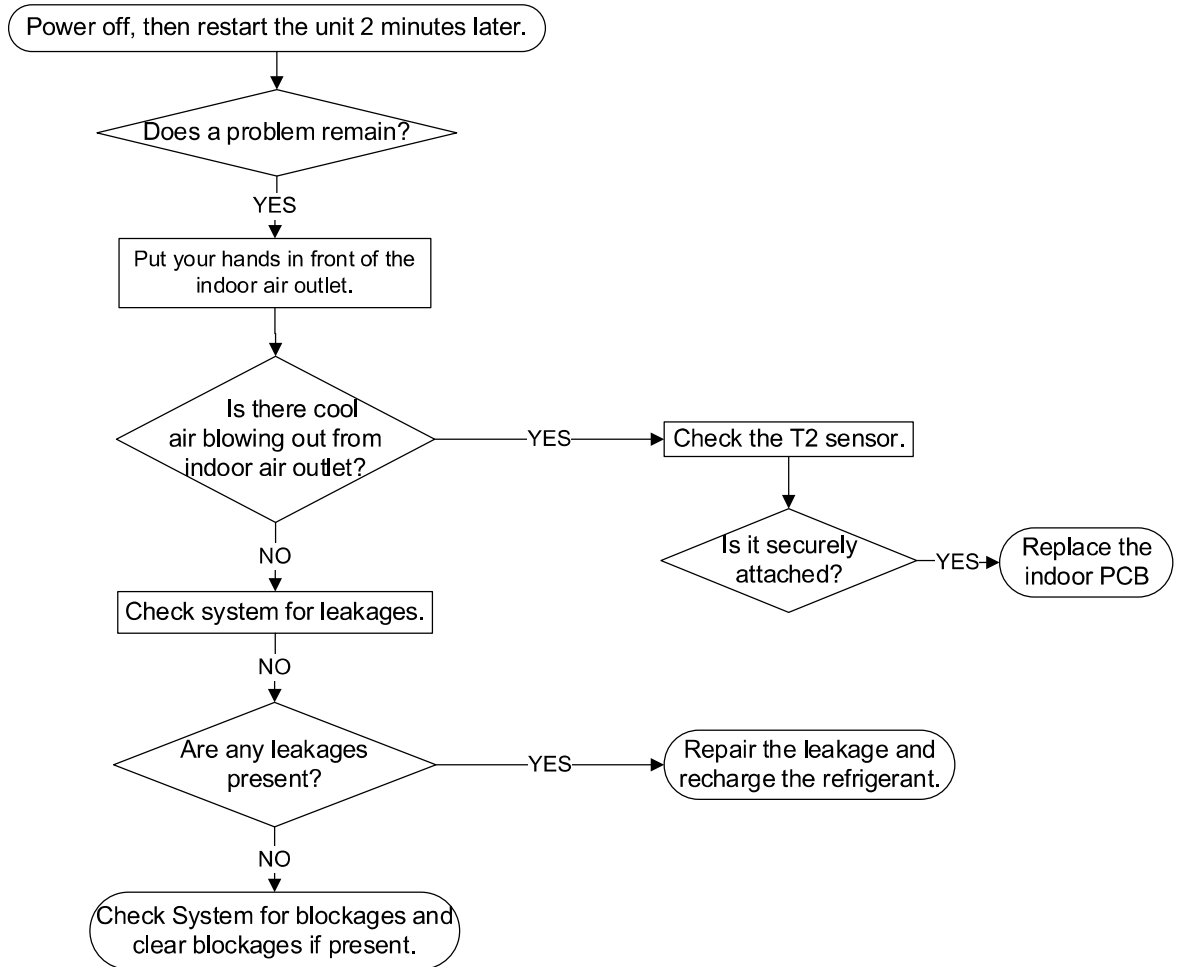 Power off, then restart the unit 2 minutes later.
Does a problem remain?
YES
Put your hands in front of the
indoor air outlet.
Is there cool
air blowing out from
indoor air outlet?
YES
Check the T2 sensor.
Is it securely
attached?
YES
Replace the
indoor PCB
NO
Check system for leakages.
NO
Are any leakages
present?
YES
Repair the leakage and
recharge the refrigerant.
NO
Check System for blockages and
clear blockages if present.